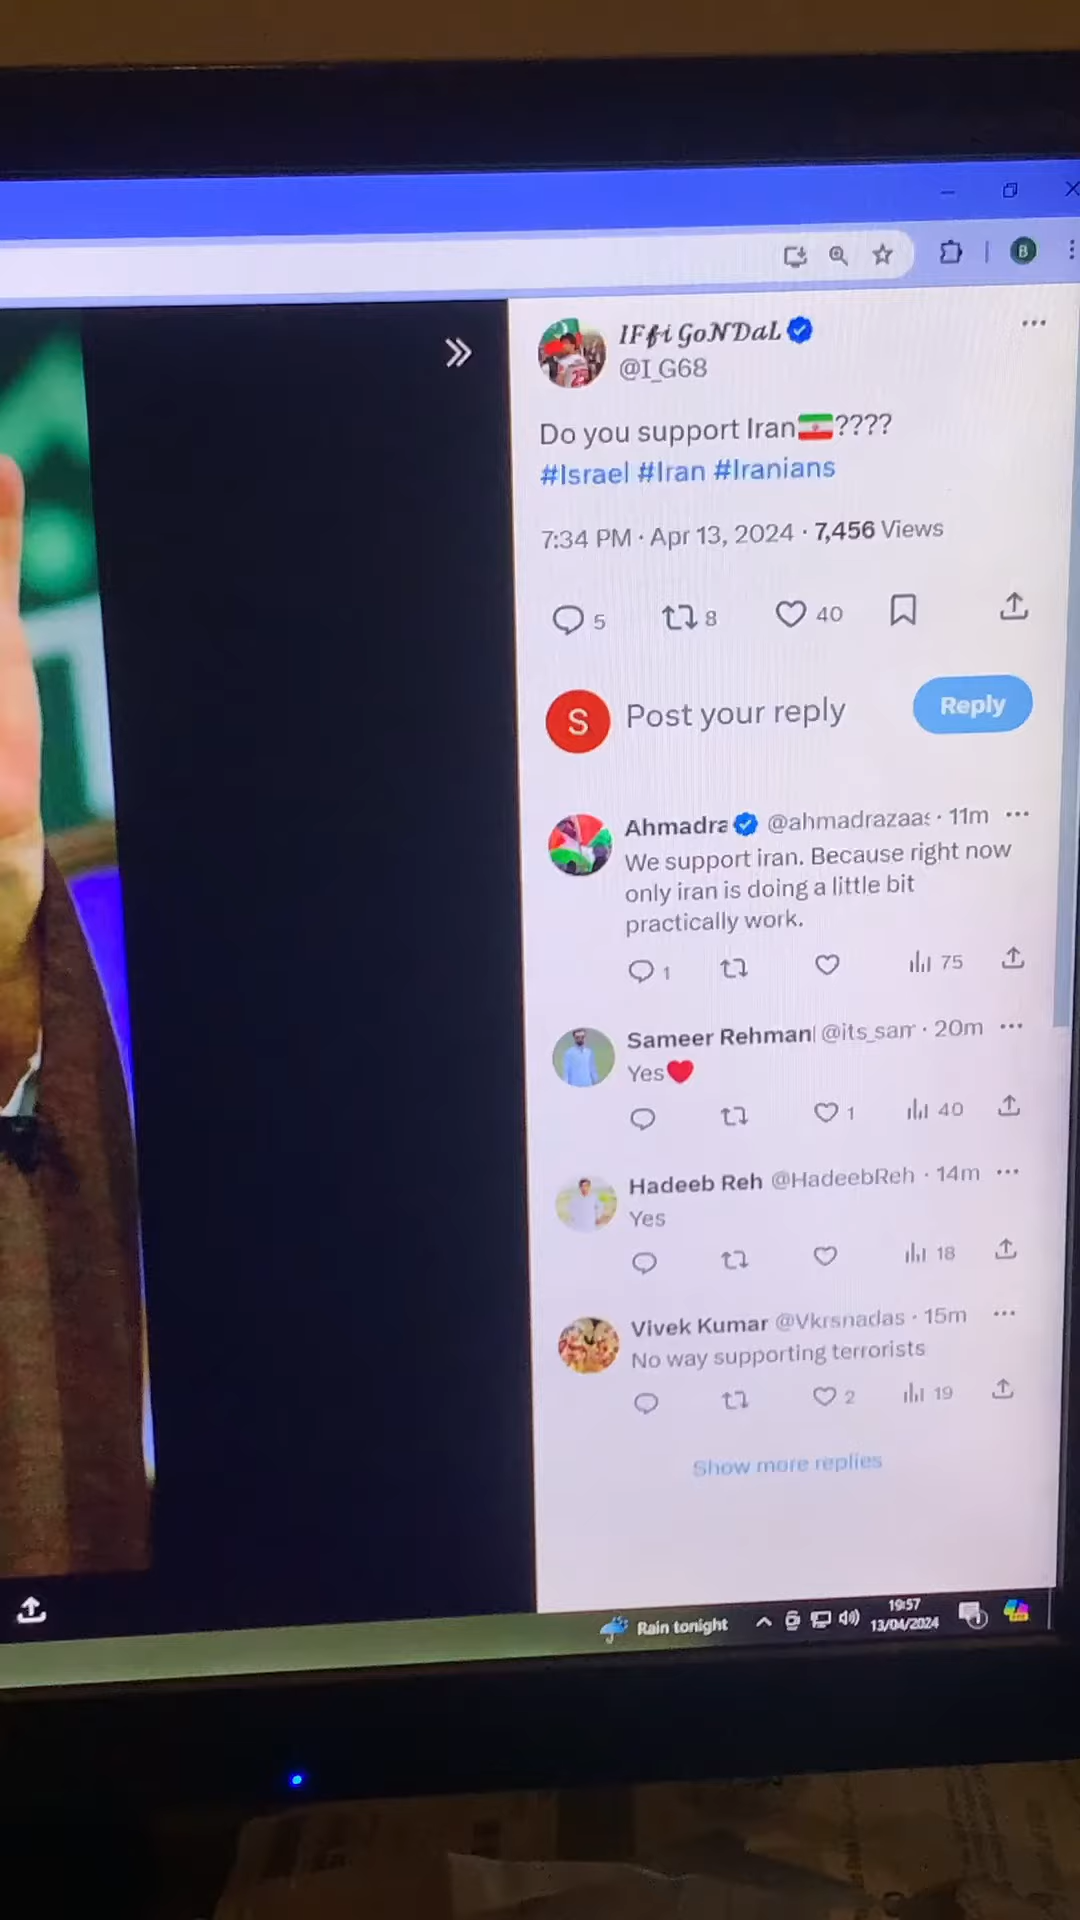 B
IFfi GoNDaL
@I_G68
Do you support Iran🇮🇷????
#Israel #Iran #Iranians
7:34 PM · Apr 13, 2024 · 7,456 Views
5 8 40
S Post your reply Reply
Ahmadra @ahmadrazaas · 11m
We support iran. Because right now
only iran is doing a little bit
practically work.
1 75
Sameer Rehman @its_sam · 20m
Yes❤️
1 40
Hadeeb Reh @HadeebReh · 14m
Yes
18
Vivek Kumar @Vkrsnadas · 15m
No way supporting terrorists
2 19
Show more replies
Rain tonight
19:57
13/04/2024
1